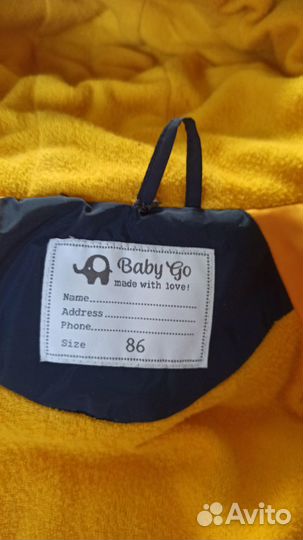 Baby Go
made with love!
Name
Address
Phone
Size 86
Avito